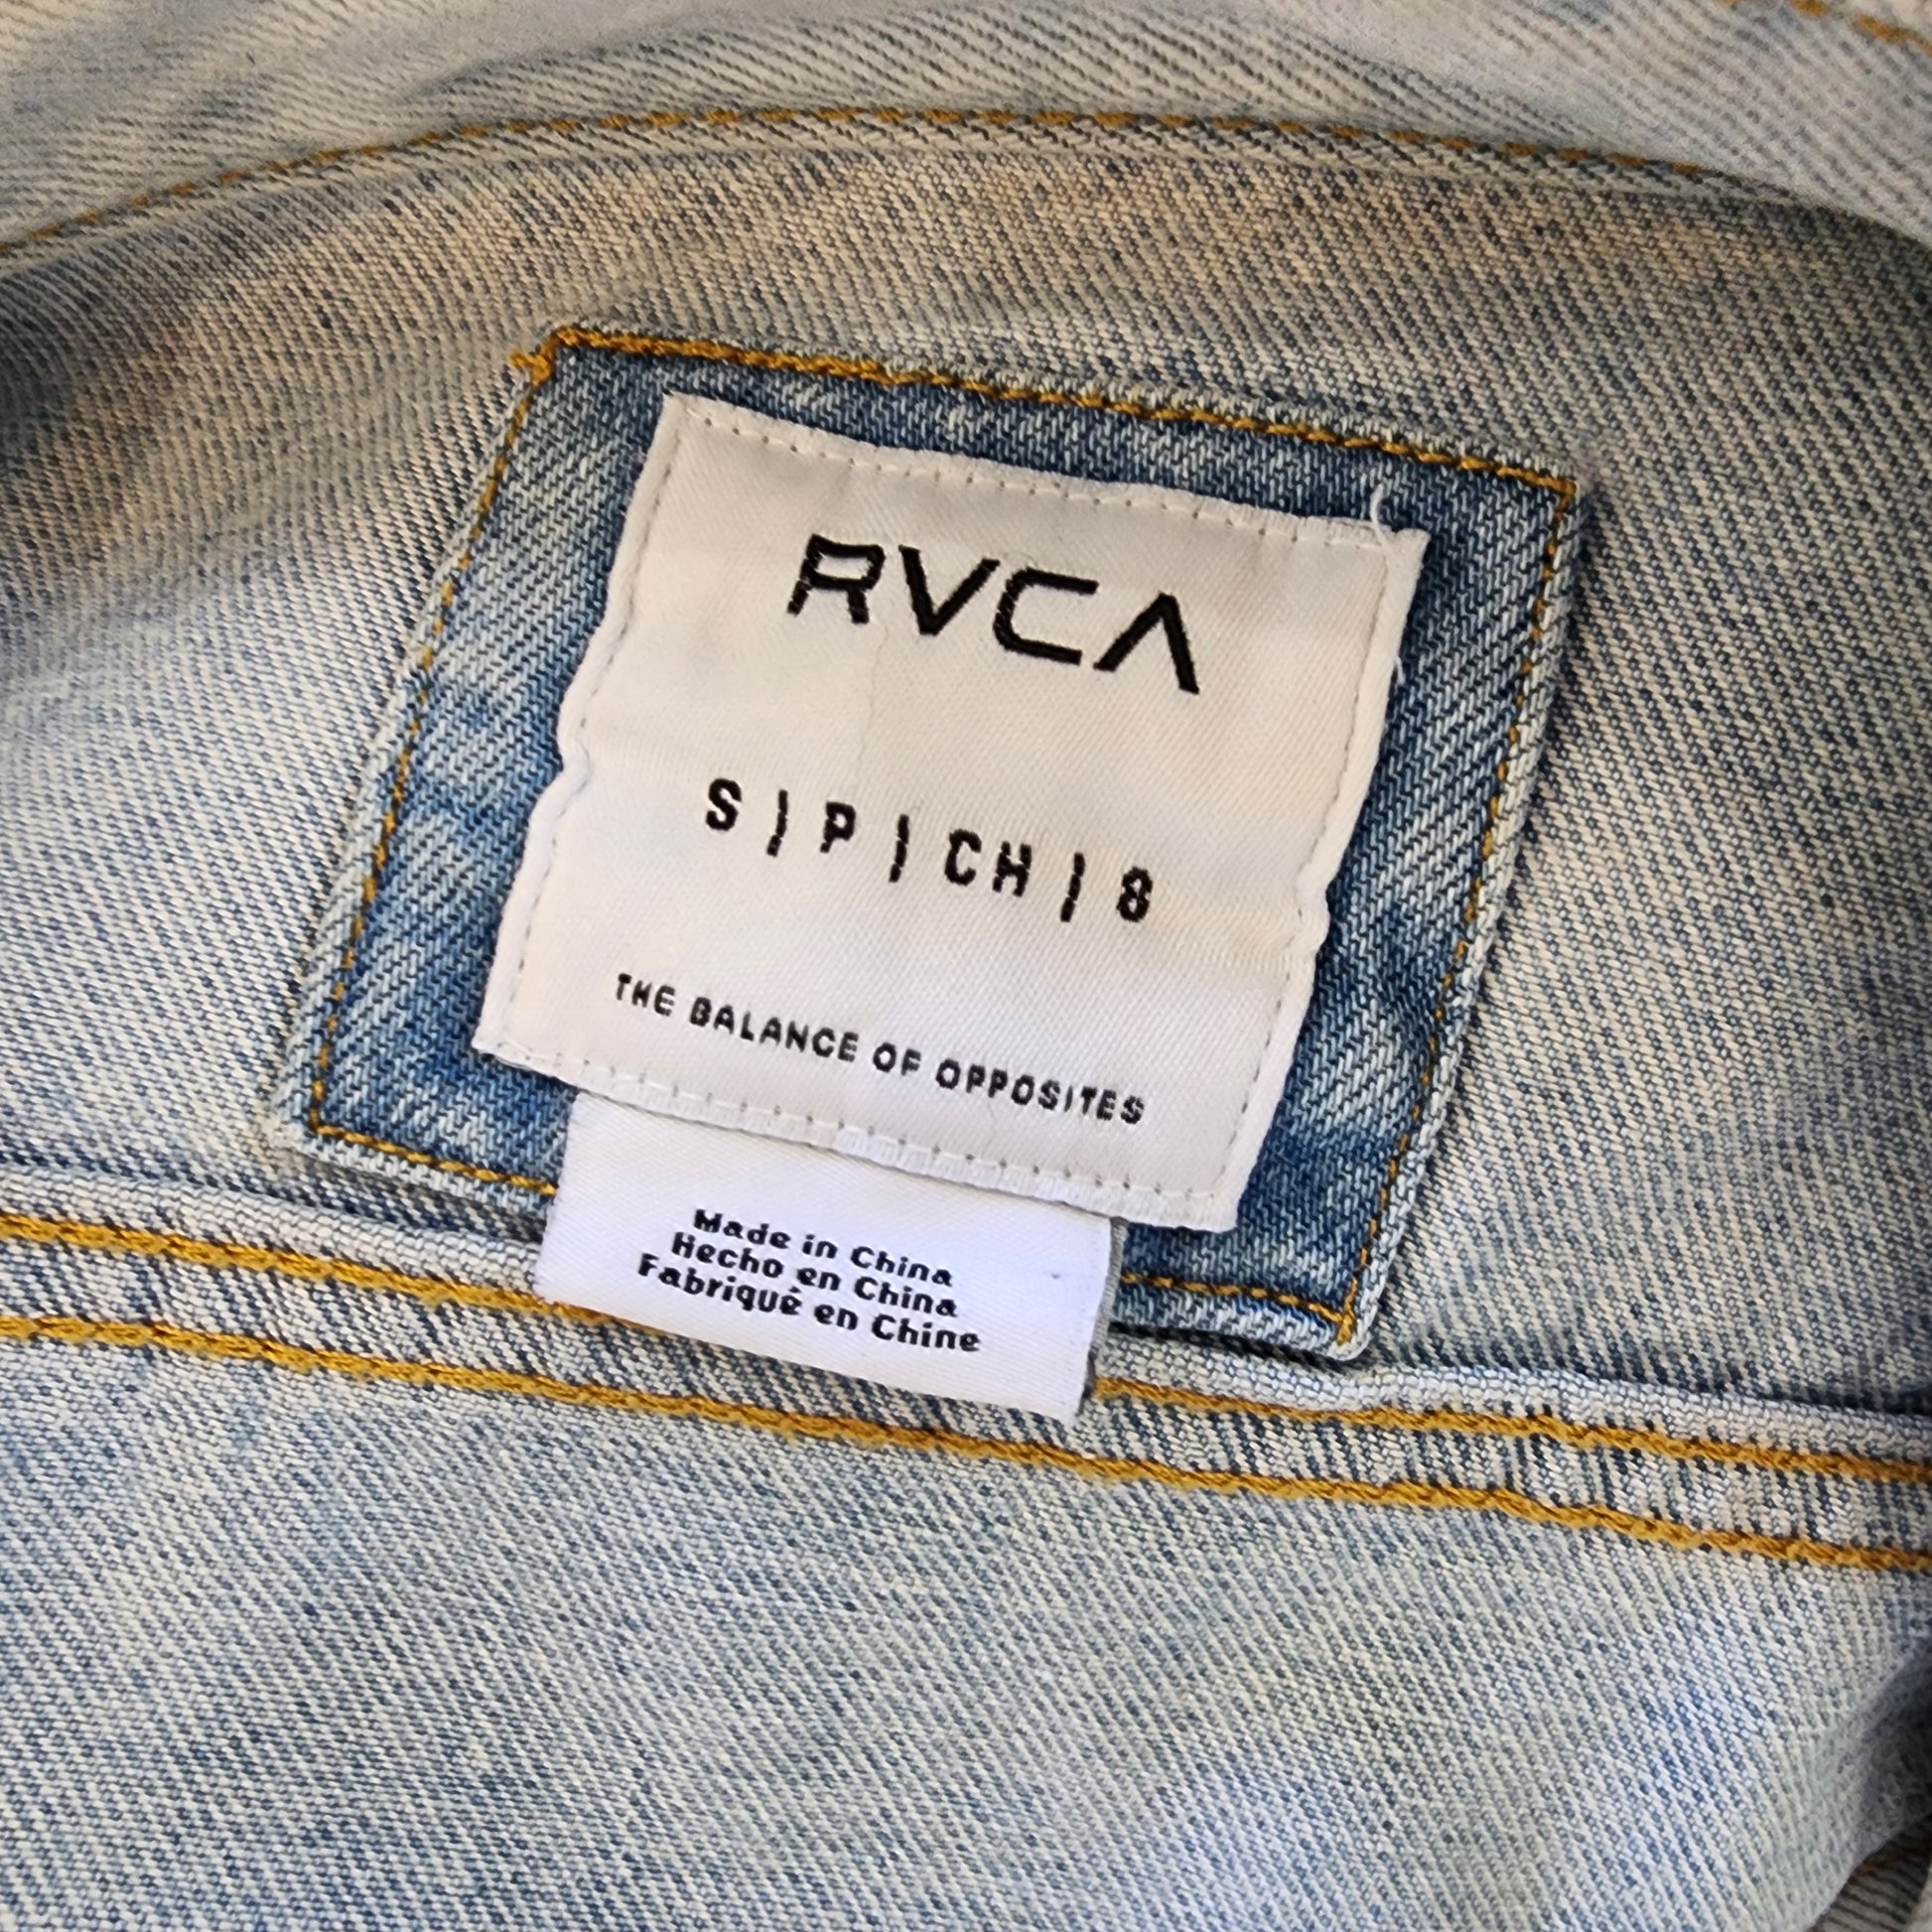 RVCA
S|P|CH|8
THE BALANCE OF OPPOSITES
Made in China
Hecho en China
Fabriqué en Chine